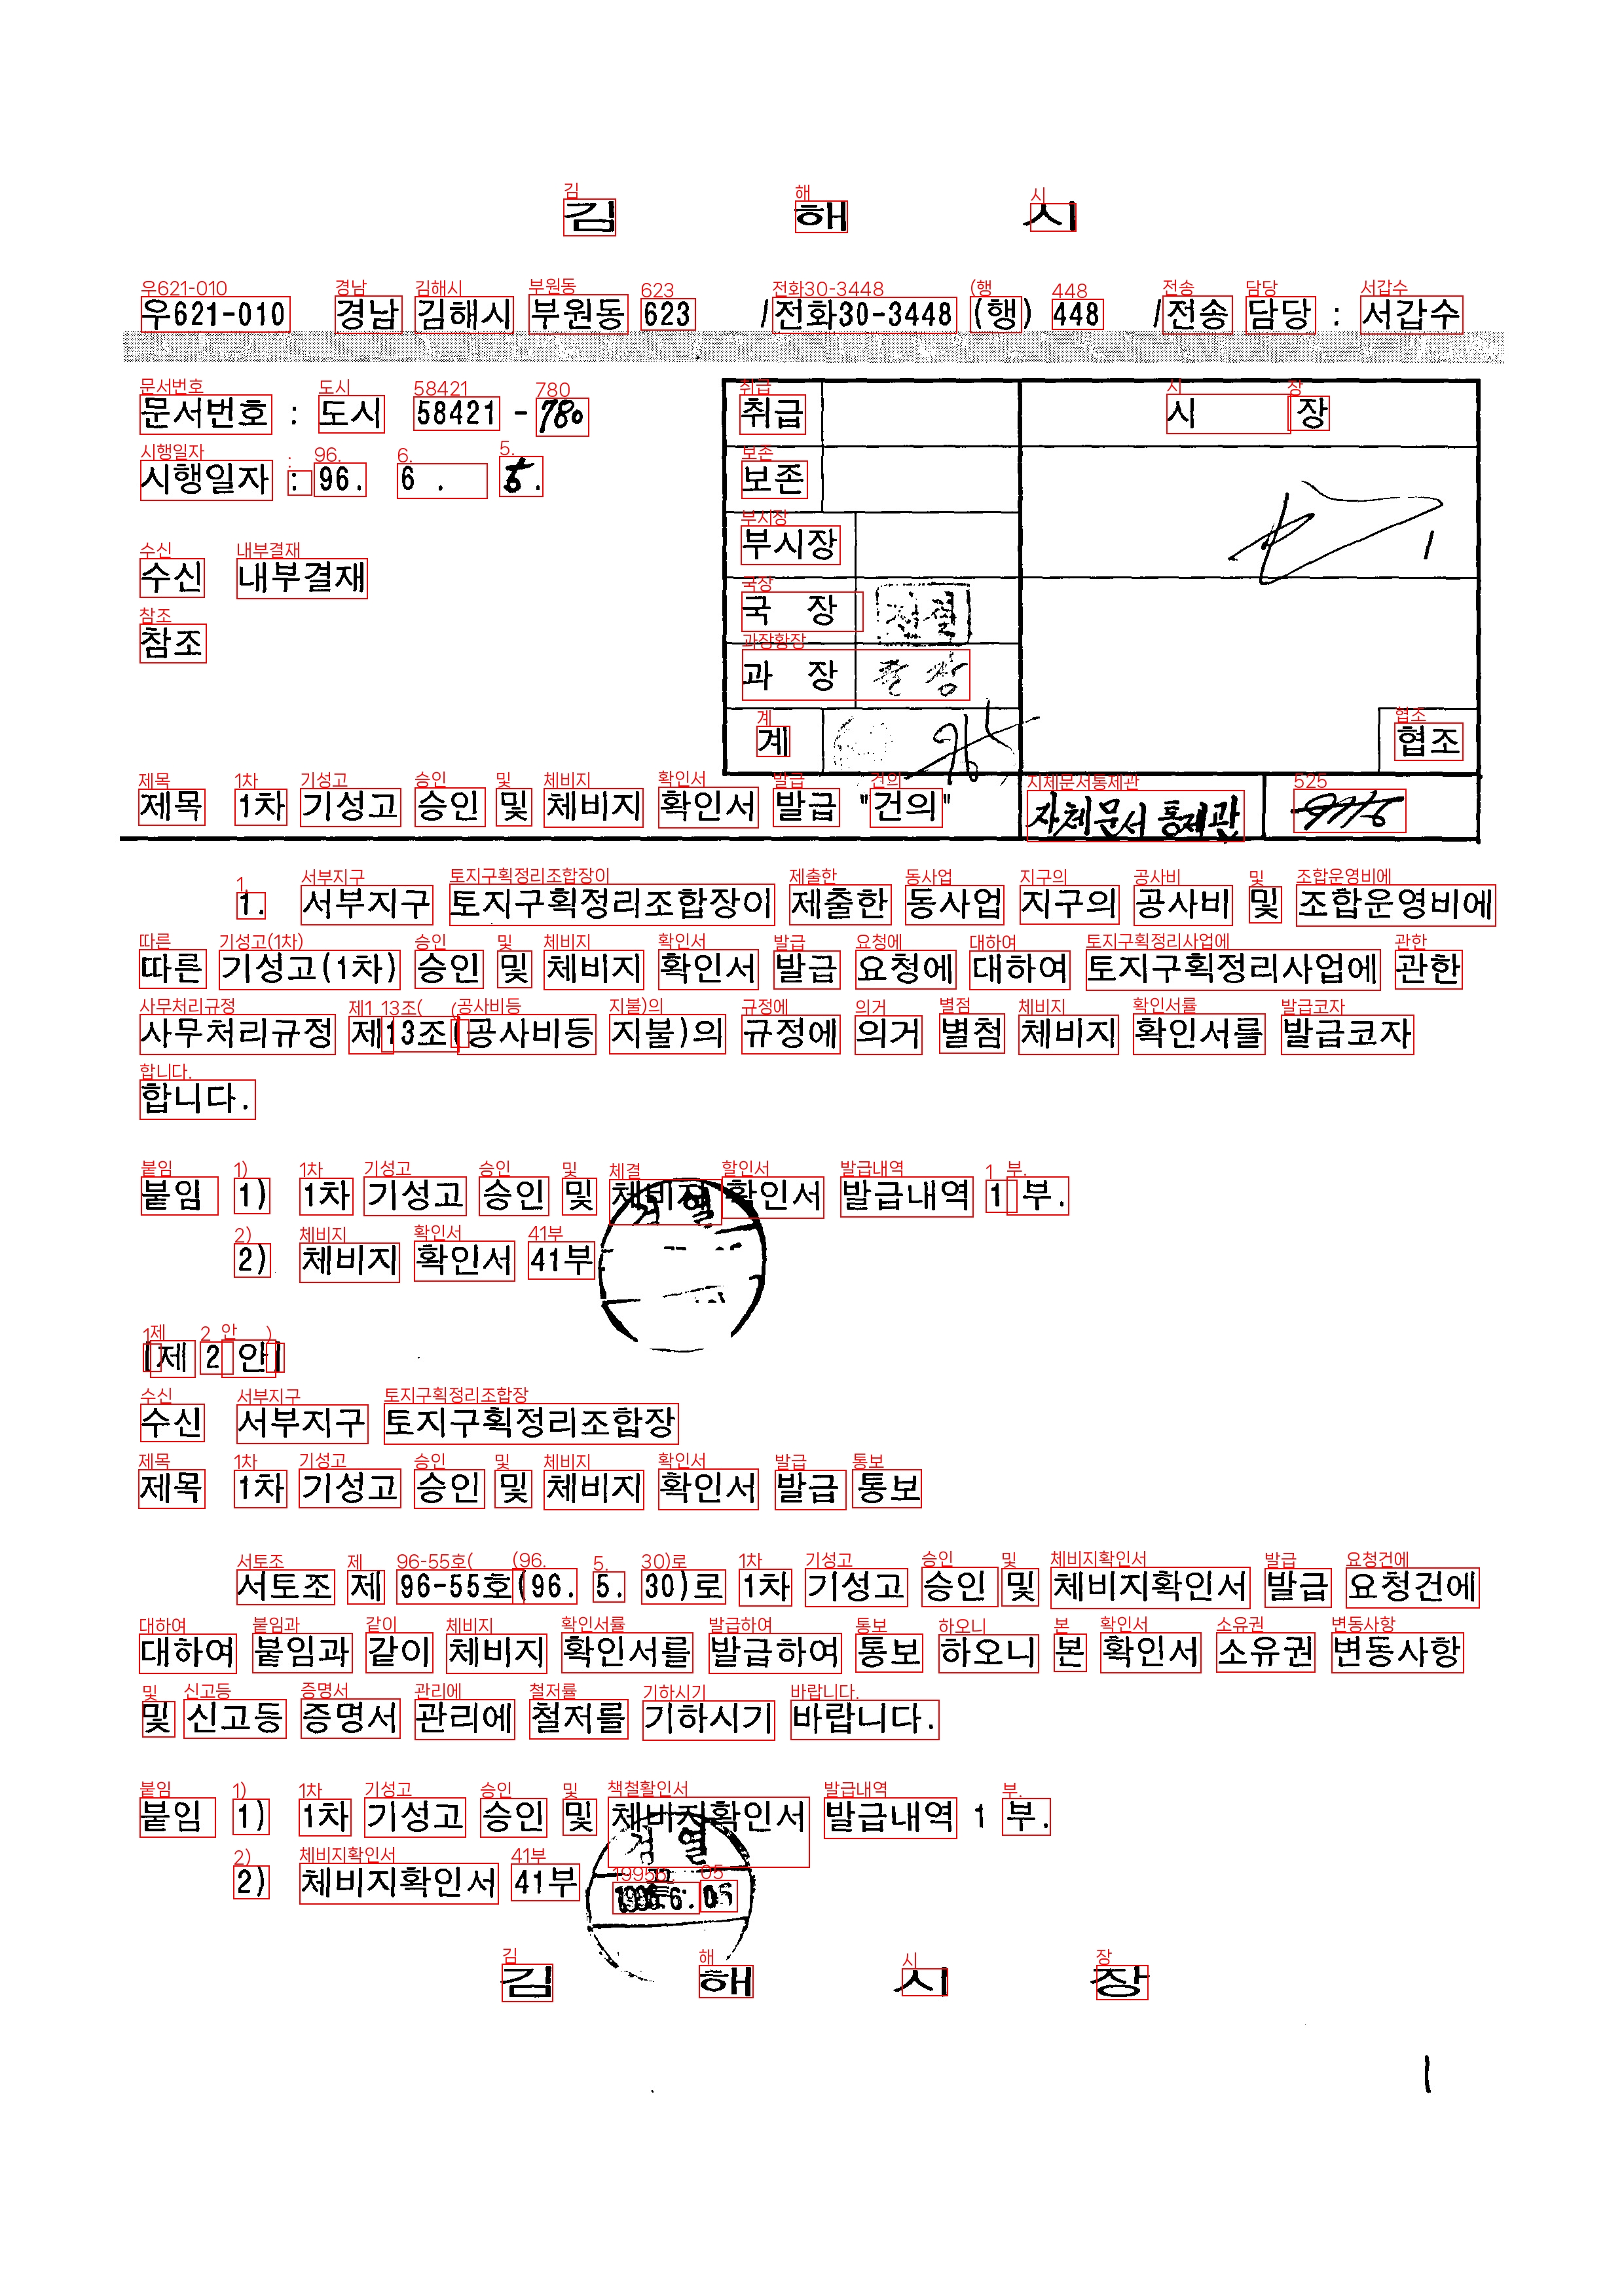 김 해 시
우621-010 경남 김해시 부원동 623 /전화30-3448 (행) 448 /전송 담당 : 서갑수
문서번호 : 도시 58421 - 780
시행일자 : 96. 6 . 5.
수신 내부결재
참조
취급 시 장
보존
부시장
국 장
과 장
계 협조
제목 1차 기성고 승인 및 체비지 확인서 발급 "건의" 자체문서 통제관
1. 서부지구 토지구획정리조합장이 제출한 동사업 지구의 공사비 및 조합운영비에
따른 기성고(1차) 승인 및 체비지 확인서 발급 요청에 대하여 토지구획정리사업에 관한
사무처리규정 제13조(공사비등 지불)의 규정에 의거 별첨 체비지 확인서를 발급코자
합니다.
붙임 1) 1차 기성고 승인 및 체비지 확인서 발급내역 1 부.
2) 체비지 확인서 41부.
(제 2 안)
수신 서부지구 토지구획정리조합장
제목 1차 기성고 승인 및 체비지 확인서 발급 통보
서토조 제 96-55호(96. 5. 30)로 1차 기성고 승인 및 체비지확인서 발급 요청건에
대하여 붙임과 같이 체비지 확인서를 발급하여 통보 하오니 본 확인서 소유권 변동사항
및 신고등 증명서 관리에 철저를 기하시기 바랍니다.
붙임 1) 1차 기성고 승인 및 체비지확인서 발급내역 1 부.
검열
2) 체비지확인서 41부
1996.6.05
김 해 시 장